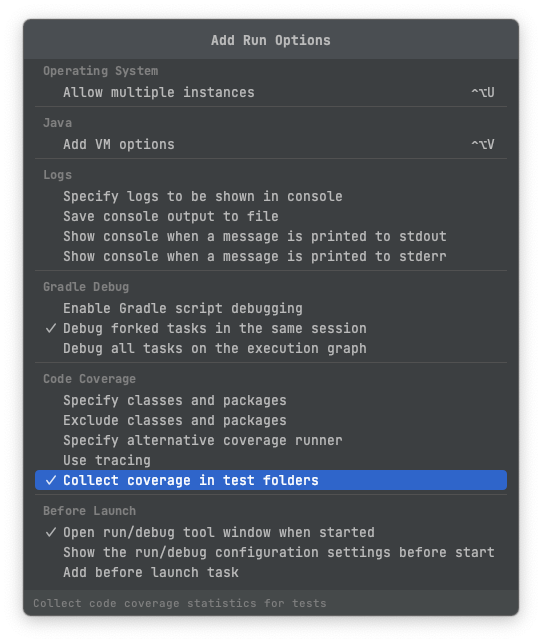 Add Run Options
Operating System
Allow multiple instances ^⌥U
Java
Add VM options ^⌥V
Logs
Specify logs to be shown in console
Save console output to file
Show console when a message is printed to stdout
Show console when a message is printed to stderr
Gradle Debug
Enable Gradle script debugging
✓ Debug forked tasks in the same session
Debug all tasks on the execution graph
Code Coverage
Specify classes and packages
Exclude classes and packages
Specify alternative coverage runner
Use tracing
✓ Collect coverage in test folders
Before Launch
✓ Open run/debug tool window when started
Show the run/debug configuration settings before start
Add before launch task
Collect code coverage statistics for tests